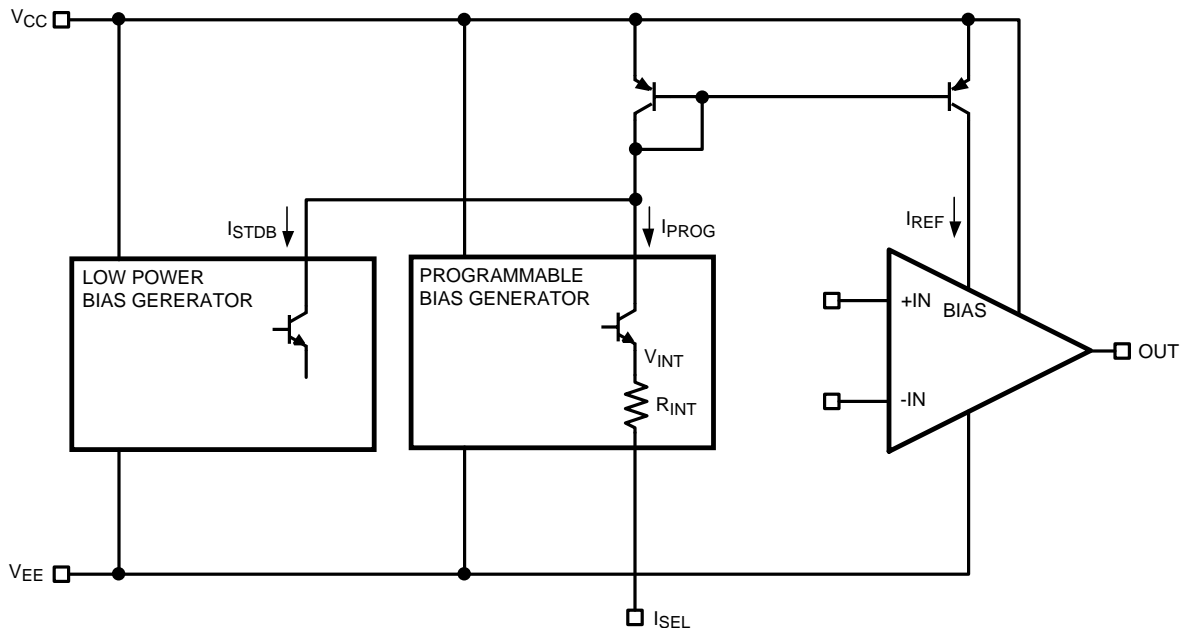 VCC
ISTDB
IPROG
IREF
LOW POWER
BIAS GERERATOR
PROGRAMMABLE
BIAS GENERATOR
VINT
RINT
+IN
BIAS
-IN
OUT
VEE
ISEL